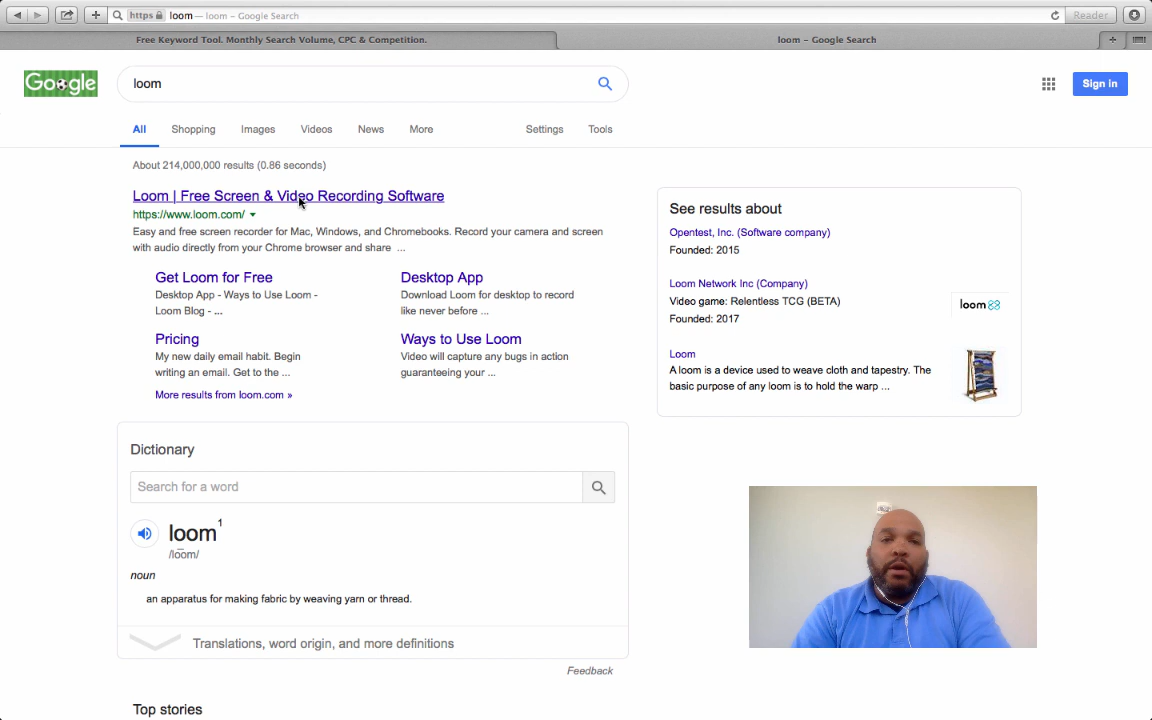 https loom — loom – Google Search
Reader
Free Keyword Tool. Monthly Search Volume, CPC & Competition.
loom – Google Search
Google
loom
Sign in
All
Shopping
Images
Videos
News
More
Settings
Tools
About 214,000,000 results (0.86 seconds)
Loom | Free Screen & Video Recording Software
https://www.loom.com/
Easy and free screen recorder for Mac, Windows, and Chromebooks. Record your camera and screen
with audio directly from your Chrome browser and share ...
Get Loom for Free
Desktop App - Ways to Use Loom -
Loom Blog - ...
Desktop App
Download Loom for desktop to record
like never before ...
Pricing
My new daily email habit. Begin
writing an email. Get to the ...
Ways to Use Loom
Video will capture any bugs in action
guaranteeing your ...
More results from loom.com »
See results about
Opentest, Inc. (Software company)
Founded: 2015
Loom Network Inc (Company)
Video game: Relentless TCG (BETA)
Founded: 2017
loom
Loom
A loom is a device used to weave cloth and tapestry. The
basic purpose of any loom is to hold the warp ...
Dictionary
Search for a word
loom¹
/lo͞om/
noun
an apparatus for making fabric by weaving yarn or thread.
Translations, word origin, and more definitions
Feedback
Top stories